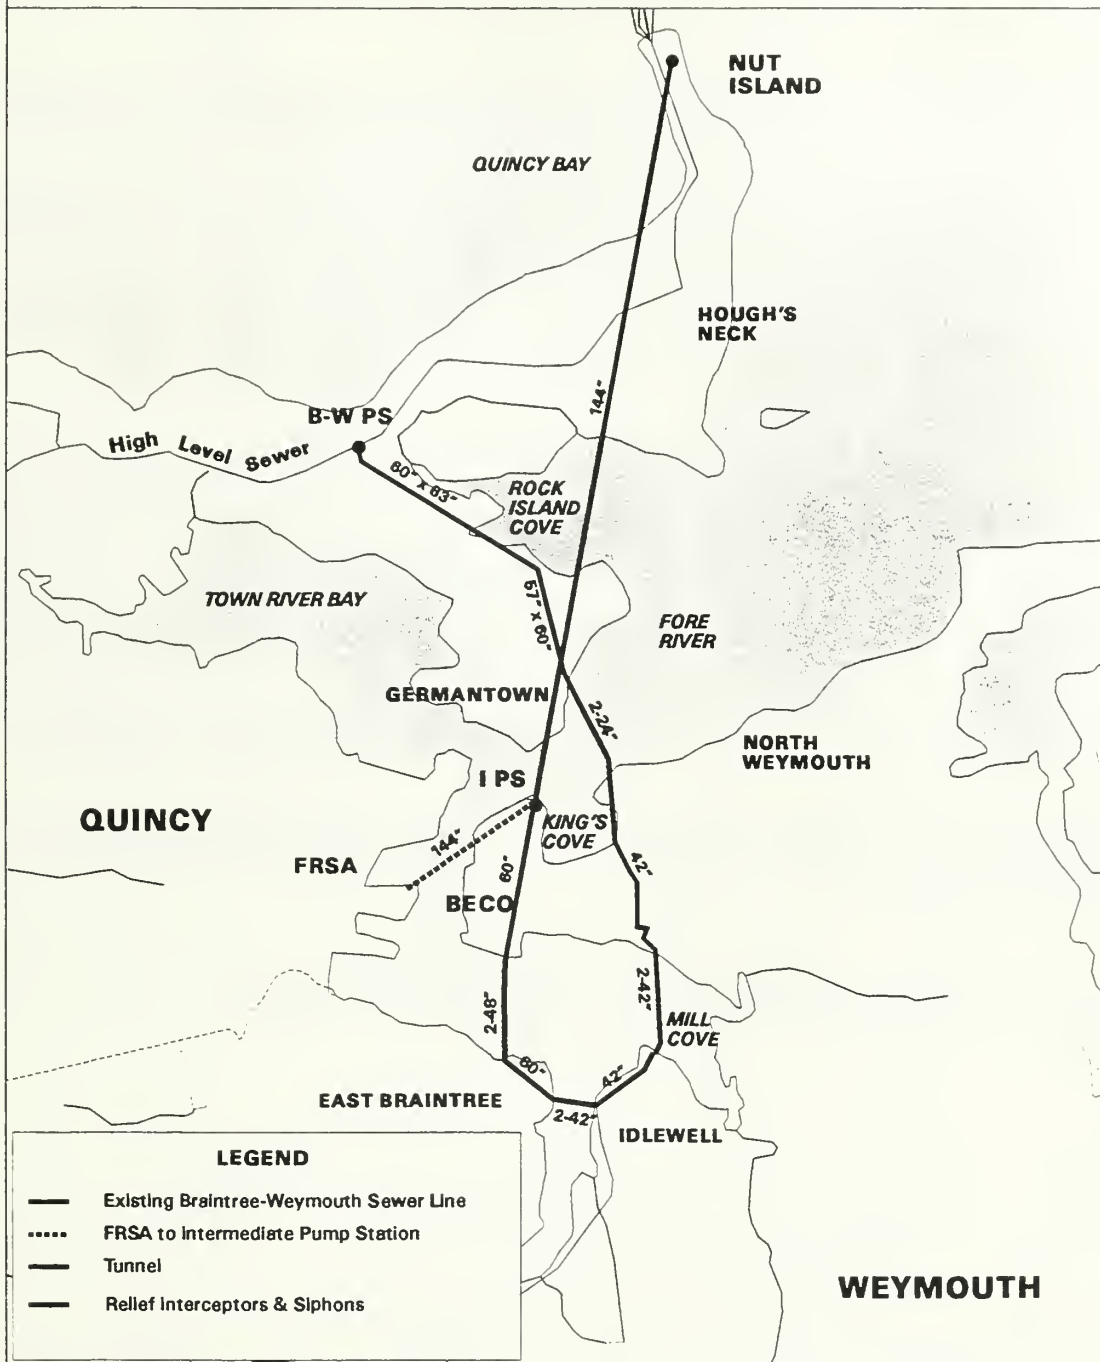 NUT
ISLAND
QUINCY BAY
HOUGH'S
NECK
144"
B-W PS
High Level Sewer
60" x 63"
ROCK
ISLAND
COVE
57" x 60"
TOWN RIVER BAY
FORE
RIVER
GERMANTOWN
2-24"
NORTH
WEYMOUTH
I PS
QUINCY
KING'S
COVE
144"
FRSA
60"
42"
BECO
2-42"
2-48"
MILL
COVE
60"
42"
EAST BRAINTREE
2-42"
IDLEWELL
LEGEND
Existing Braintree-Weymouth Sewer Line
FRSA to Intermediate Pump Station
Tunnel
Relief Interceptors & Siphons
WEYMOUTH